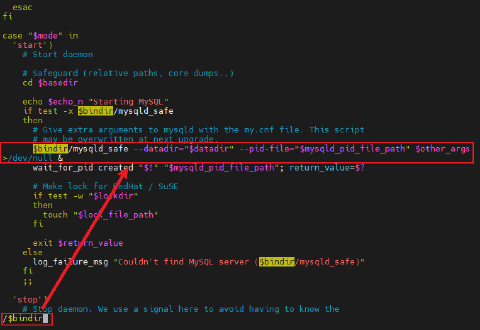 esac
fi
case "$mode" in
'start')
# Start daemon
# Safeguard (relative paths, core dumps..)
cd $basedir
echo $echo_n "Starting MySQL"
if test -x $bindir/mysqld_safe
then
# Give extra arguments to mysqld with the my.cnf file. This script
# may be overwritten at next upgrade.
$bindir/mysqld_safe --datadir="$datadir" --pid-file="$mysqld_pid_file_path" $other_args
>/dev/null &
wait_for_pid created "$!" "$mysqld_pid_file_path"; return_value=$?
# Make lock for RedHat / SuSE
if test -w "$lockdir"
then
touch "$lock_file_path"
fi
exit $return_value
else
log_failure_msg "Couldn't find MySQL server ($bindir/mysqld_safe)"
fi
;;
'stop')
# Stop daemon. We use a signal here to avoid having to know the
/$bindir